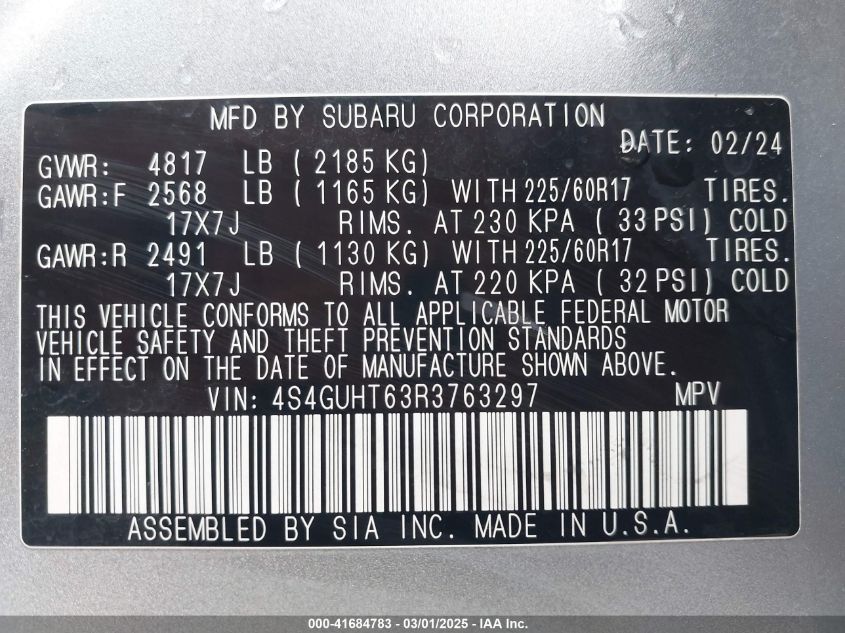 MFD BY SUBARU CORPORATION
DATE: 02/24
GVWR: 4817 LB ( 2185 KG)
GAWR:F 2568 LB ( 1165 KG) WITH 225/60R17 TIRES.
17X7J RIMS. AT 230 KPA ( 33 PSI) COLD
GAWR:R 2491 LB ( 1130 KG) WITH 225/60R17 TIRES.
17X7J RIMS. AT 220 KPA ( 32 PSI) COLD
THIS VEHICLE CONFORMS TO ALL APPLICABLE FEDERAL MOTOR
VEHICLE SAFETY AND THEFT PREVENTION STANDARDS
IN EFFECT ON THE DATE OF MANUFACTURE SHOWN ABOVE.
VIN: 4S4GUHT63R3763297 MPV
ASSEMBLED BY SIA INC. MADE IN U.S.A.
000-41684783 - 03/01/2025 - IAA Inc.